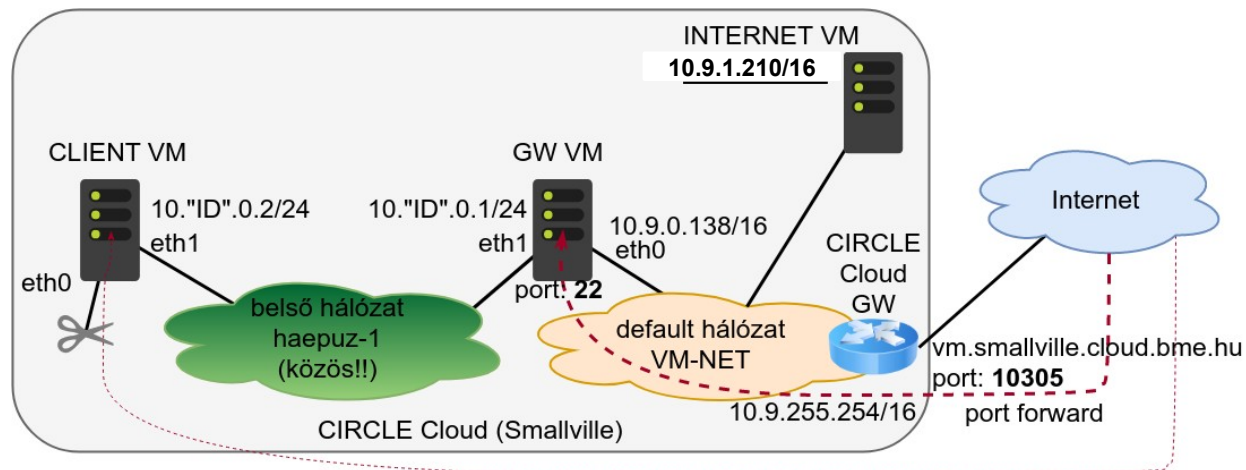 INTERNET VM
10.9.1.210/16
CLIENT VM
GW VM
10."ID".0.2/24
eth1
eth0
10."ID".0.1/24
eth1
10.9.0.138/16
eth0
port: 22
CIRCLE
Cloud
GW
Internet
belső hálózat
haepuz-1
(közös!!)
default hálózat
VM-NET
vm.smallville.cloud.bme.hu
port: 10305
port forward
10.9.255.254/16
CIRCLE Cloud (Smallville)